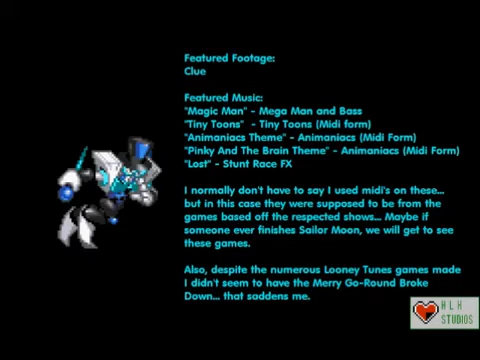 Featured Footage:
Clue
Featured Music:
"Magic Man" - Mega Man and Bass
"Tiny Toons"  - Tiny Toons (Midi form)
"Animaniacs Theme" - Animaniacs (Midi Form)
"Pinky And The Brain Theme" - Animaniacs (Midi Form)
"Lost" - Stunt Race FX
I normally don't have to say I used midi's on these...
but in this case they were supposed to be from the
games based off the respected shows... Maybe if
someone ever finishes Sailor Moon, we will get to see
these games.
Also, despite the numerous Looney Tunes games made
I didn't seem to have the Merry Go-Round Broke
Down... that saddens me.
H L H
STUDIOS